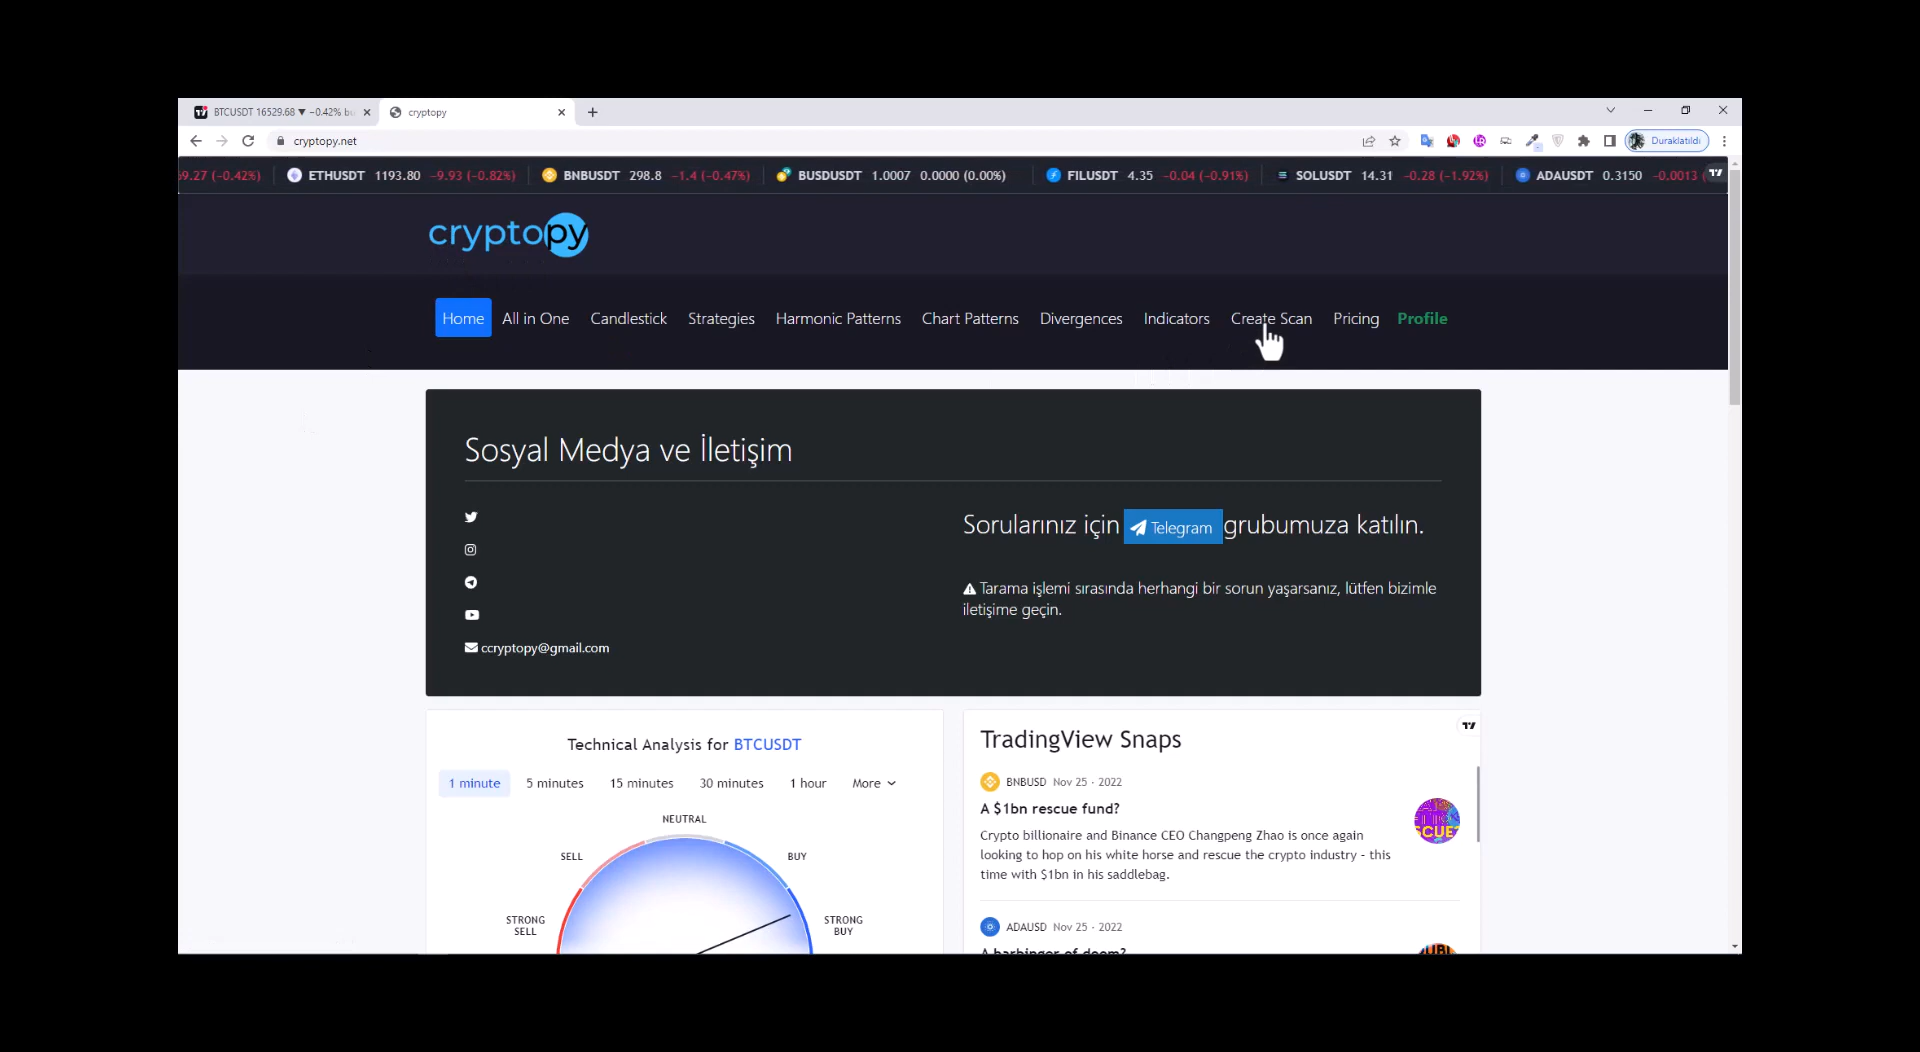 BTCUSDT 16529.68 ▼ −0.42%
cryptopy
cryptopy.net
Duraklatıldı
9.27 (−0.42%) ETHUSDT 1193.80 −9.93 (−0.82%) BNBUSDT 298.8 −1.4 (−0.47%) BUSDUSDT 1.0007 0.0000 (0.00%) FILUSDT 4.35 −0.04 (−0.91%) SOLUSDT 14.31 −0.28 (−1.92%) ADAUSDT 0.3150 −0.0013
cryptopy
Home All in One Candlestick Strategies Harmonic Patterns Chart Patterns Divergences Indicators Create Scan Pricing Profile
Sosyal Medya ve İletişim
Sorularınız için Telegram grubumuza katılın.
Tarama işlemi sırasında herhangi bir sorun yaşarsanız, lütfen bizimle
iletişime geçin.
ccryptopy@gmail.com
Technical Analysis for BTCUSDT
1 minute 5 minutes 15 minutes 30 minutes 1 hour More
NEUTRAL
SELL
BUY
STRONG
SELL
STRONG
BUY
TradingView Snaps
BNBUSD Nov 25 · 2022
A $1bn rescue fund?
Crypto billionaire and Binance CEO Changpeng Zhao is once again
looking to hop on his white horse and rescue the crypto industry - this
time with $1bn in his saddlebag.
ADAUSD Nov 25 · 2022
A harbinger of doom?